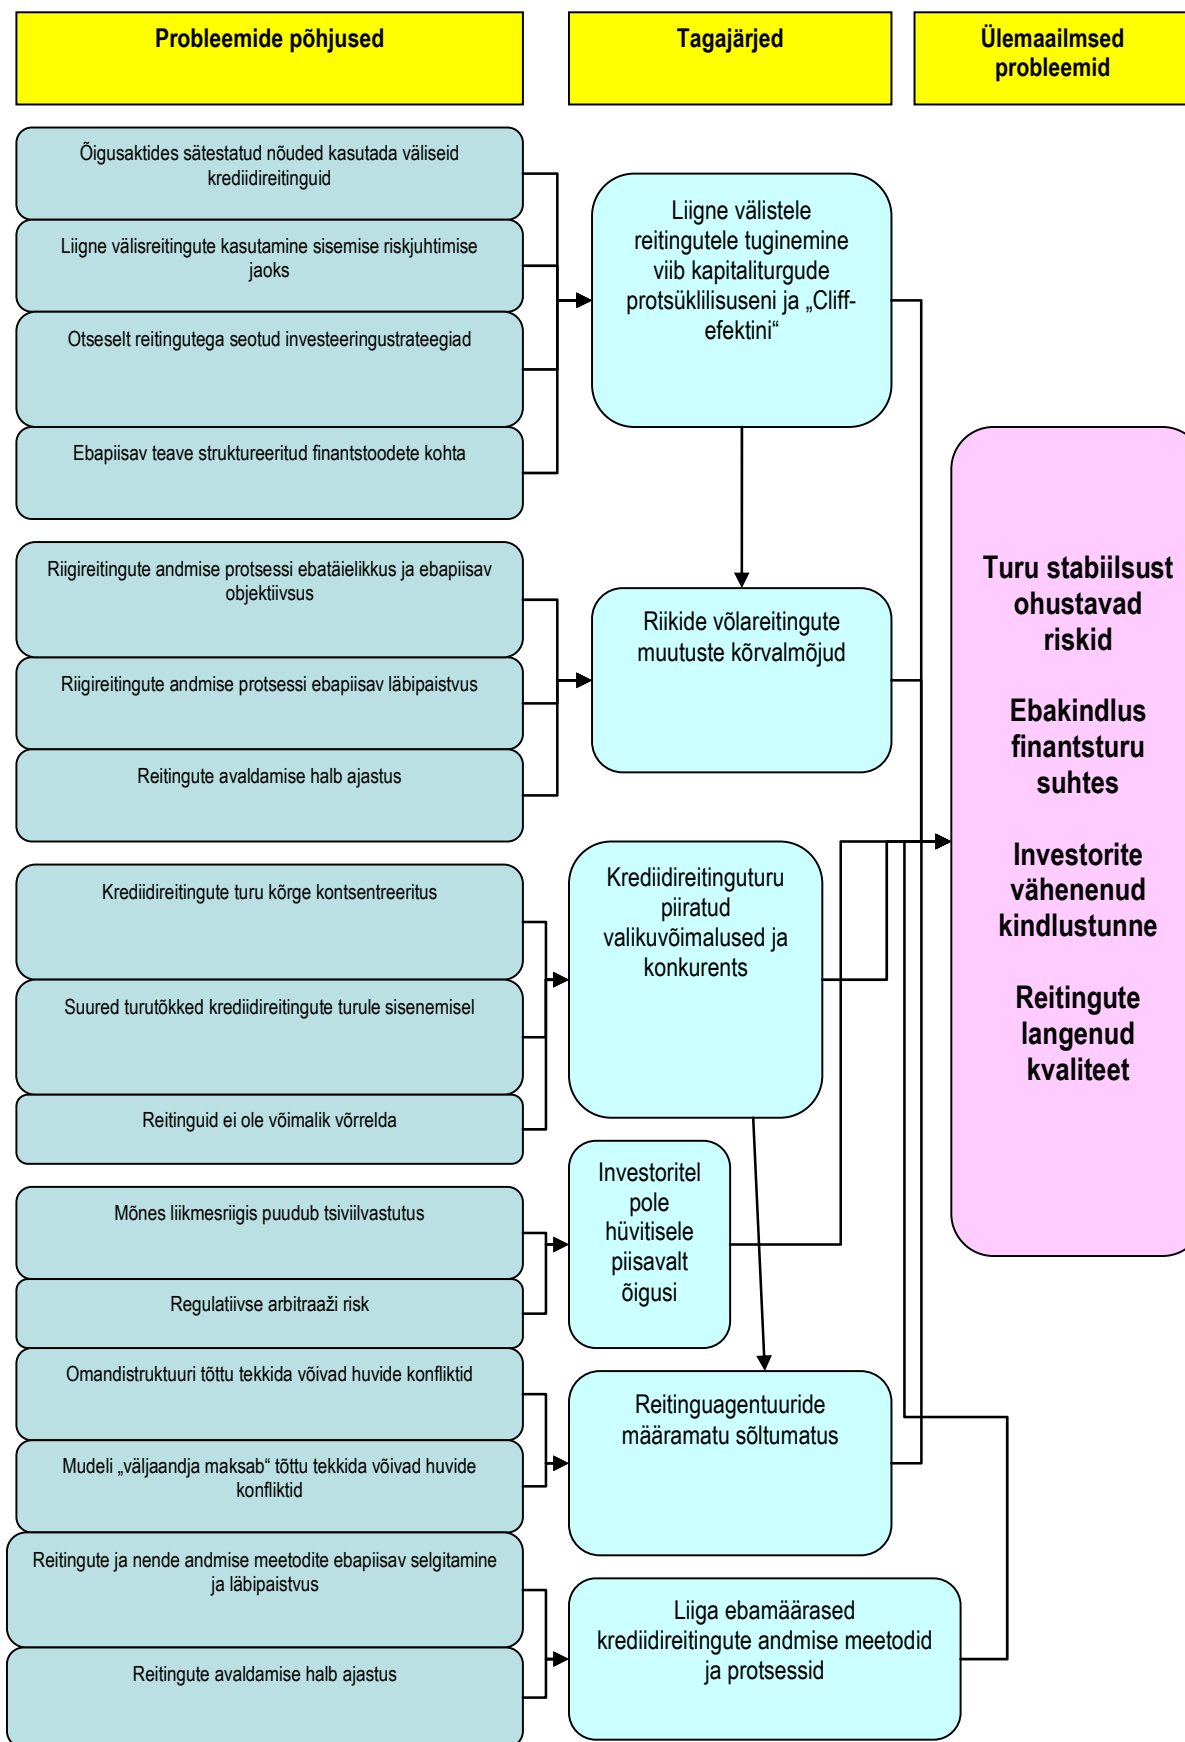 Probleemide põhjused
Tagajärjed
Ülemaailmsed
probleemid
Õigusaktides sätestatud nõuded kasutada väliseid
krediidireitinguid
Liigne välisreitingute kasutamine sisemise riskjuhtimise
jaoks
Otseselt reitingutega seotud investeeringustrateegiad
Ebapiisav teave struktureeritud finantstoodete kohta
Liigne välistele
reitingutele tuginemine
viib kapitaliturgude
protsüklilisuseni ja „Cliff-
efektini“
Riigireitingute andmise protsessi ebatäielikkus ja ebapiisav
objektiivsus
Riigireitingute andmise protsessi ebapiisav läbipaistvus
Reitingute avaldamise halb ajastus
Riikide võlareitingute
muutuste kõrvalmõjud
Krediidireitingute turu kõrge kontsentreeritus
Suured turutõkked krediidireitingute turule sisenemisel
Reitinguid ei ole võimalik võrrelda
Krediidireitinguturu
piiratud
valikuvõimalused ja
konkurents
Mõnes liikmesriigis puudub tsiviilvastutus
Regulatiivse arbitraaži risk
Investoritel
pole
hüvitisele
piisavalt
õigusi
Omandistruktuuri tõttu tekkida võivad huvide konfliktid
Mudeli „väljaandja maksab“ tõttu tekkida võivad huvide
konfliktid
Reitinguagentuuride
määramatu sõltumatus
Reitingute ja nende andmise meetodite ebapiisav selgitamine
ja läbipaistvus
Reitingute avaldamise halb ajastus
Liiga ebamäärased
krediidireitingute andmise meetodid
ja protsessid
Turu stabiilsust
ohustavad
riskid
Ebakindlus
finantsturu
suhtes
Investorite
vähenenud
kindlustunne
Reitingute
langenud
kvaliteet